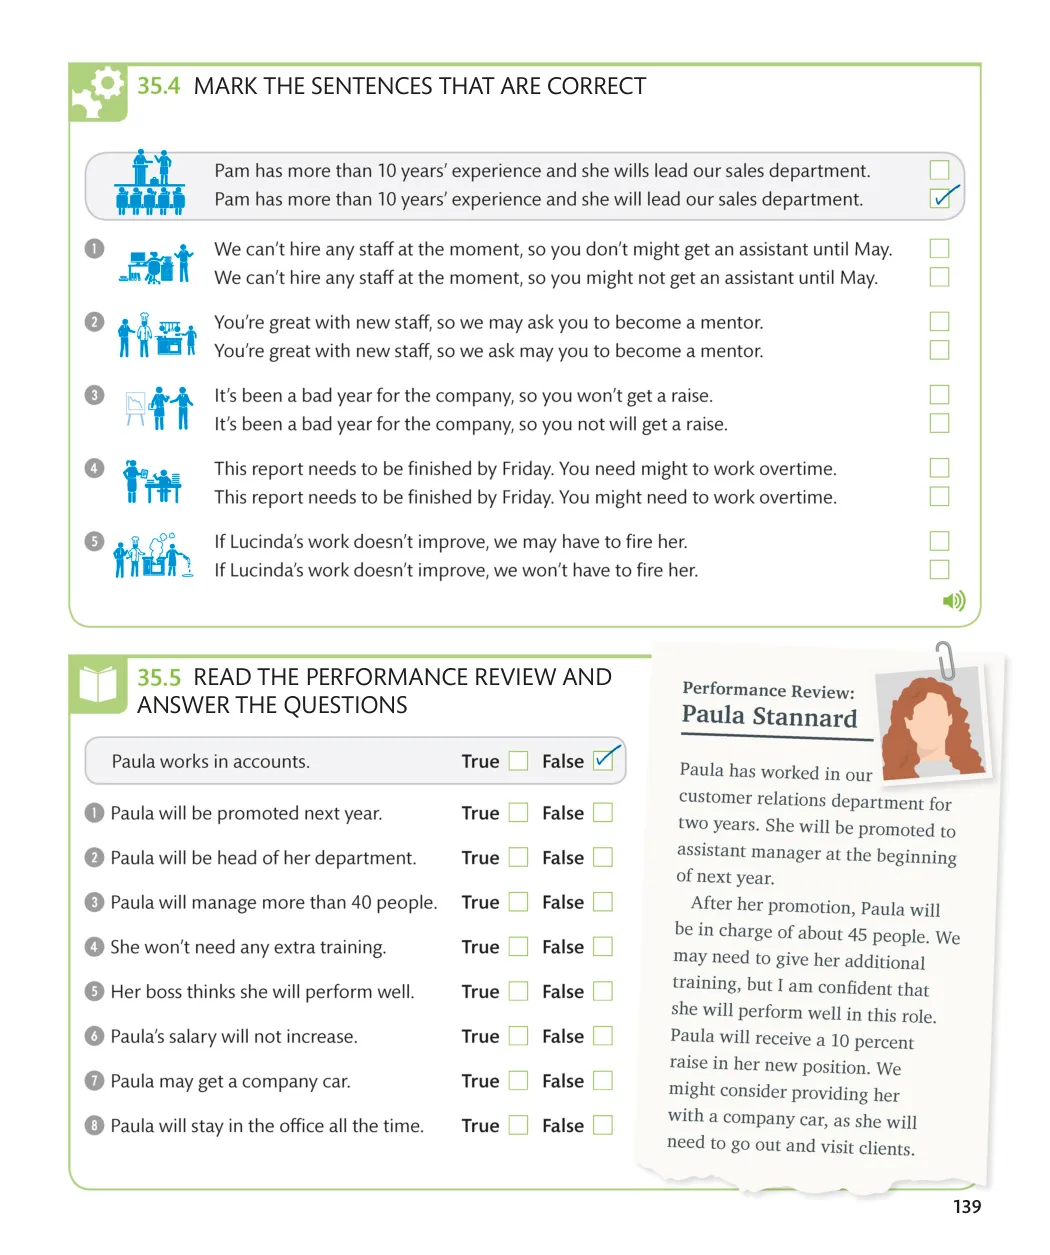 35.4 MARK THE SENTENCES THAT ARE CORRECT
Pam has more than 10 years’ experience and she wills lead our sales department.
Pam has more than 10 years’ experience and she will lead our sales department.
1
We can’t hire any staff at the moment, so you don’t might get an assistant until May.
We can’t hire any staff at the moment, so you might not get an assistant until May.
2
You’re great with new staff, so we may ask you to become a mentor.
You’re great with new staff, so we ask may you to become a mentor.
3
It’s been a bad year for the company, so you won’t get a raise.
It’s been a bad year for the company, so you not will get a raise.
4
This report needs to be finished by Friday. You need might to work overtime.
This report needs to be finished by Friday. You might need to work overtime.
5
If Lucinda’s work doesn’t improve, we may have to fire her.
If Lucinda’s work doesn’t improve, we won’t have to fire her.
35.5 READ THE PERFORMANCE REVIEW AND
ANSWER THE QUESTIONS
Paula works in accounts. True False
1 Paula will be promoted next year. True False
2 Paula will be head of her department. True False
3 Paula will manage more than 40 people. True False
4 She won’t need any extra training. True False
5 Her boss thinks she will perform well. True False
6 Paula’s salary will not increase. True False
7 Paula may get a company car. True False
8 Paula will stay in the office all the time. True False
Performance Review:
Paula Stannard
Paula has worked in our
customer relations department for
two years. She will be promoted to
assistant manager at the beginning
of next year.
After her promotion, Paula will
be in charge of about 45 people. We
may need to give her additional
training, but I am confident that
she will perform well in this role.
Paula will receive a 10 percent
raise in her new position. We
might consider providing her
with a company car, as she will
need to go out and visit clients.
139